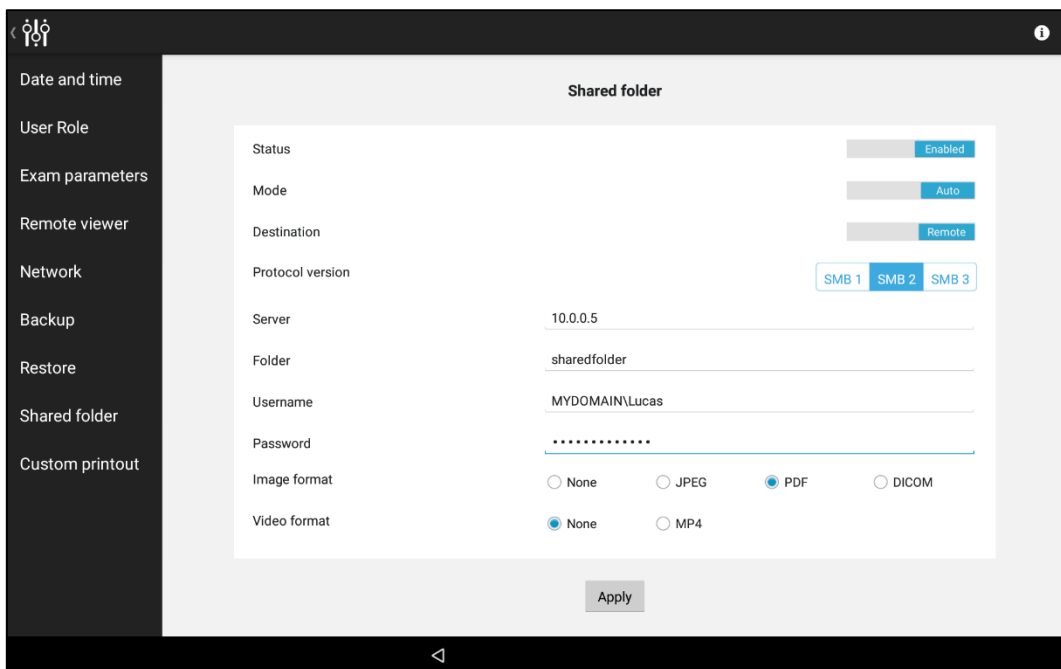 Date and time
User Role
Exam parameters
Remote viewer
Network
Backup
Restore
Shared folder
Custom printout
Shared folder
Status Enabled
Mode Auto
Destination Remote
Protocol version SMB 1 SMB 2 SMB 3
Server 10.0.0.5
Folder sharedfolder
Username MYDOMAIN\Lucas
Password •••••••••••••
Image format None JPEG PDF DICOM
Video format None MP4
Apply